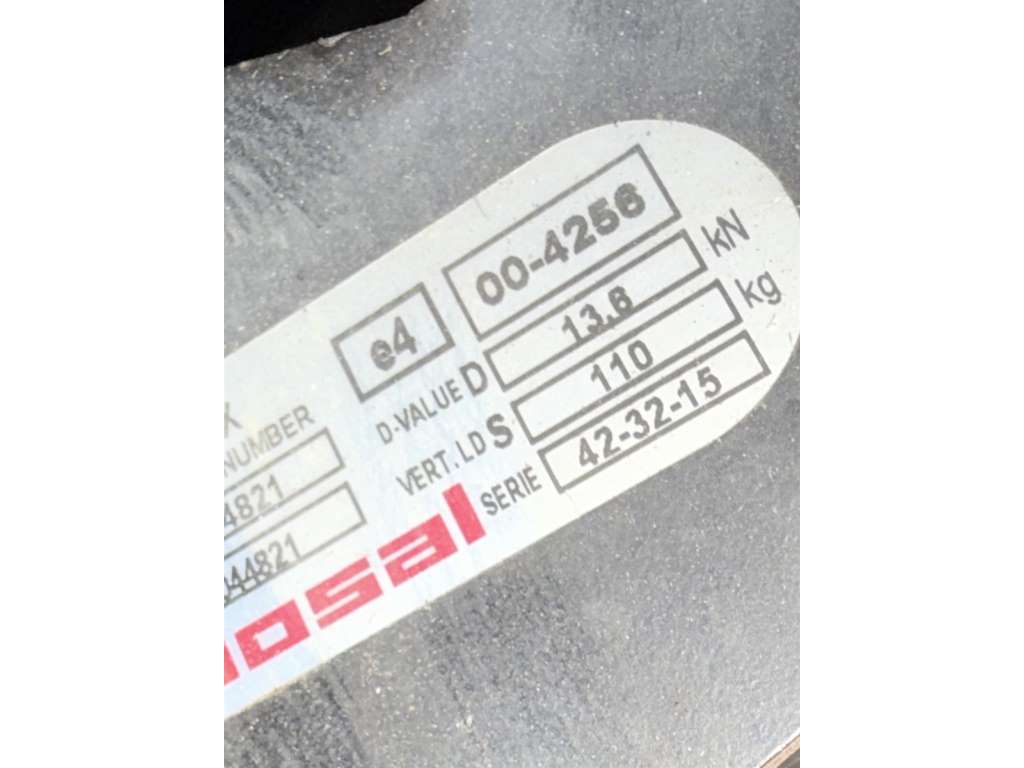 e4 00-4256
D-VALUE D 13,6 kN
VERT. LD S 110 kg
SERIE 42-32-15
X
NUMBER
4821
044821
osal